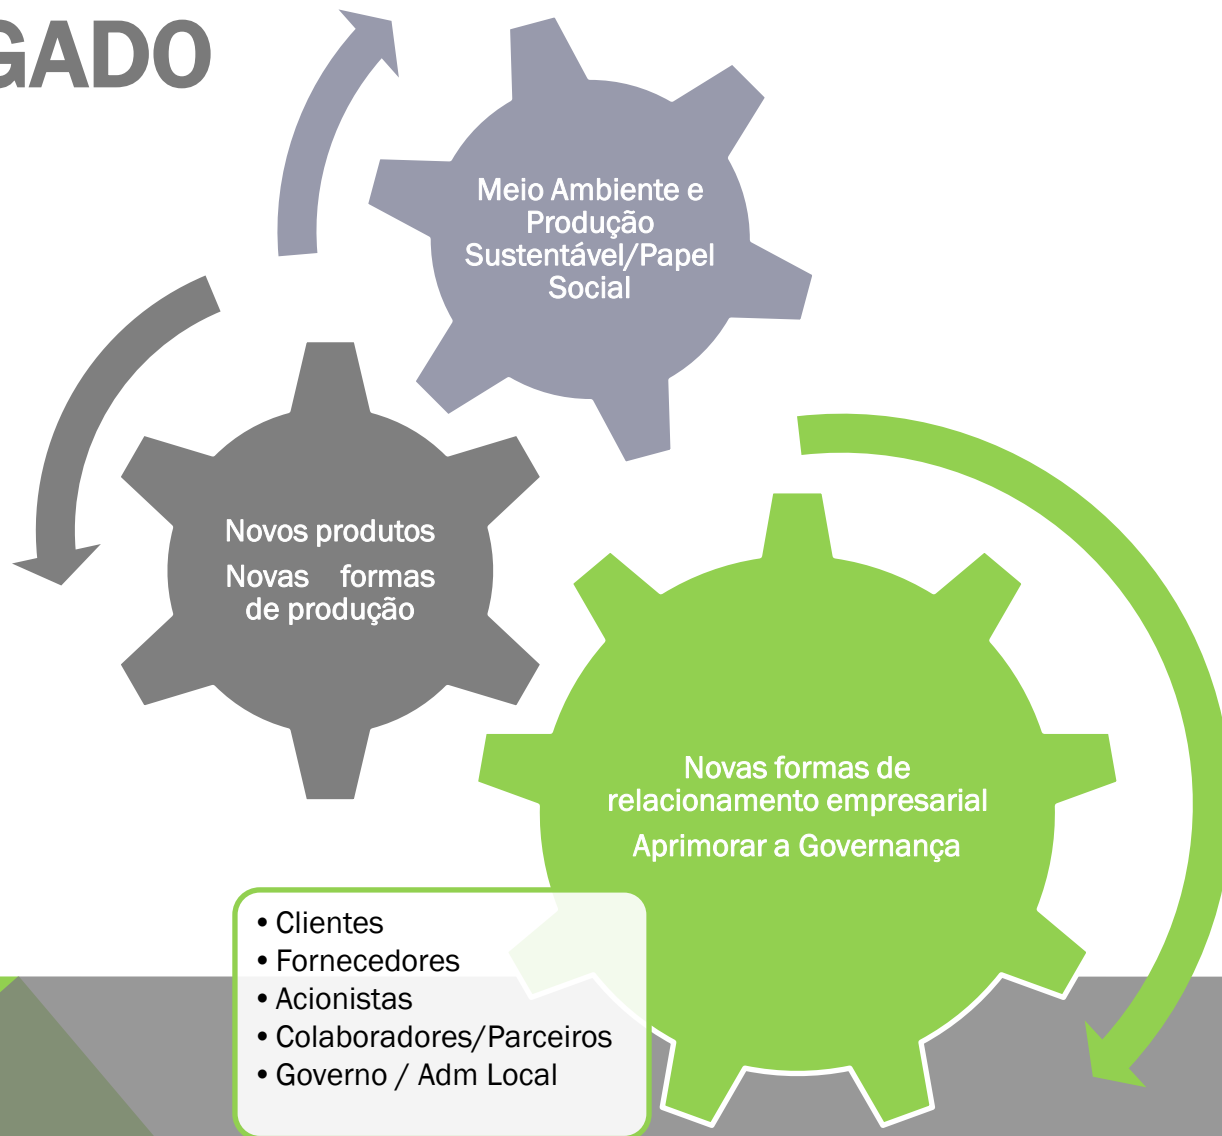 GADO
Meio Ambiente e
Produção
Sustentável/Papel
Social
Novos produtos
Novas formas
de produção
Novas formas de
relacionamento empresarial
Aprimorar a Governança
• Clientes
• Fornecedores
• Acionistas
• Colaboradores/Parceiros
• Governo / Adm Local